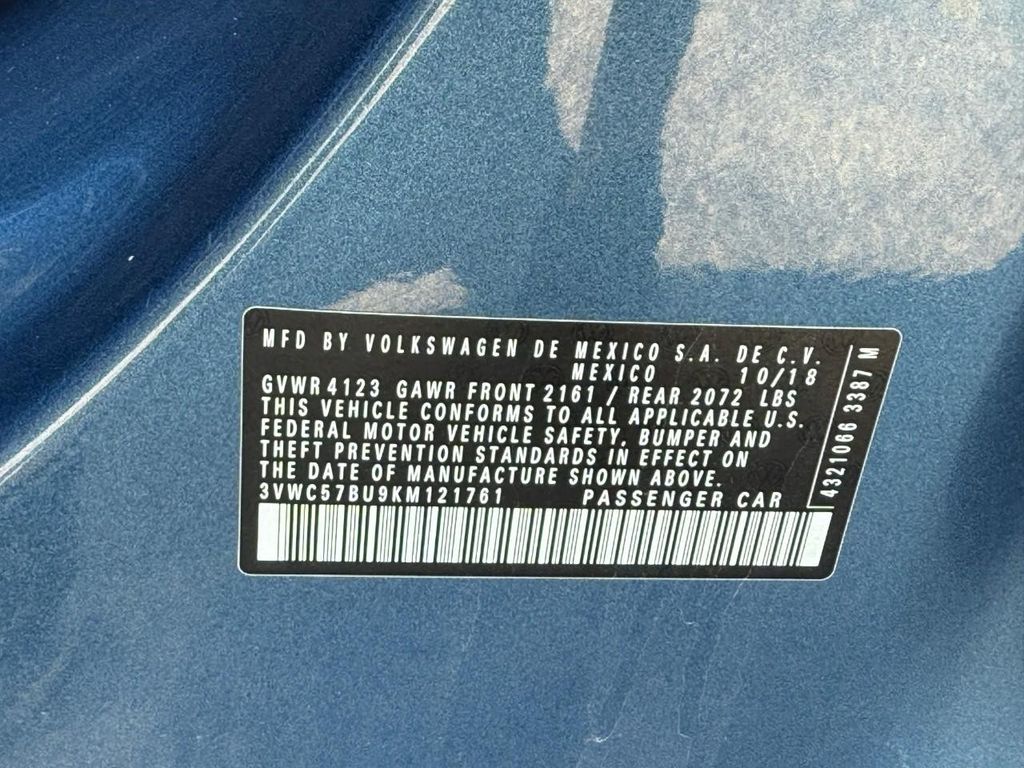 MFD BY VOLKSWAGEN DE MEXICO S.A. DE C.V.
MEXICO 10/18
GVWR 4123 GAWR FRONT 2161 / REAR 2072 LBS
THIS VEHICLE CONFORMS TO ALL APPLICABLE U.S.
FEDERAL MOTOR VEHICLE SAFETY, BUMPER AND
THEFT PREVENTION STANDARDS IN EFFECT ON
THE DATE OF MANUFACTURE SHOWN ABOVE.
3VWC57BU9KM121761 PASSENGER CAR
4321066 3387 M